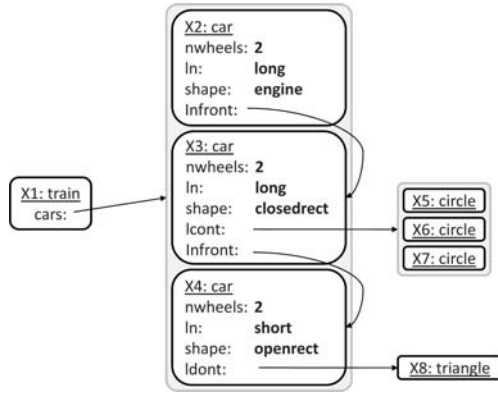 X2: car
nwheels: 2
ln: long
shape: engine
Infront:
X3: car
nwheels: 2
ln: long
shape: closedrect
lcont:
Infront:
X4: car
nwheels: 2
ln: short
shape: openrect
ldont:
X1: train
cars:
X5: circle
X6: circle
X7: circle
X8: triangle